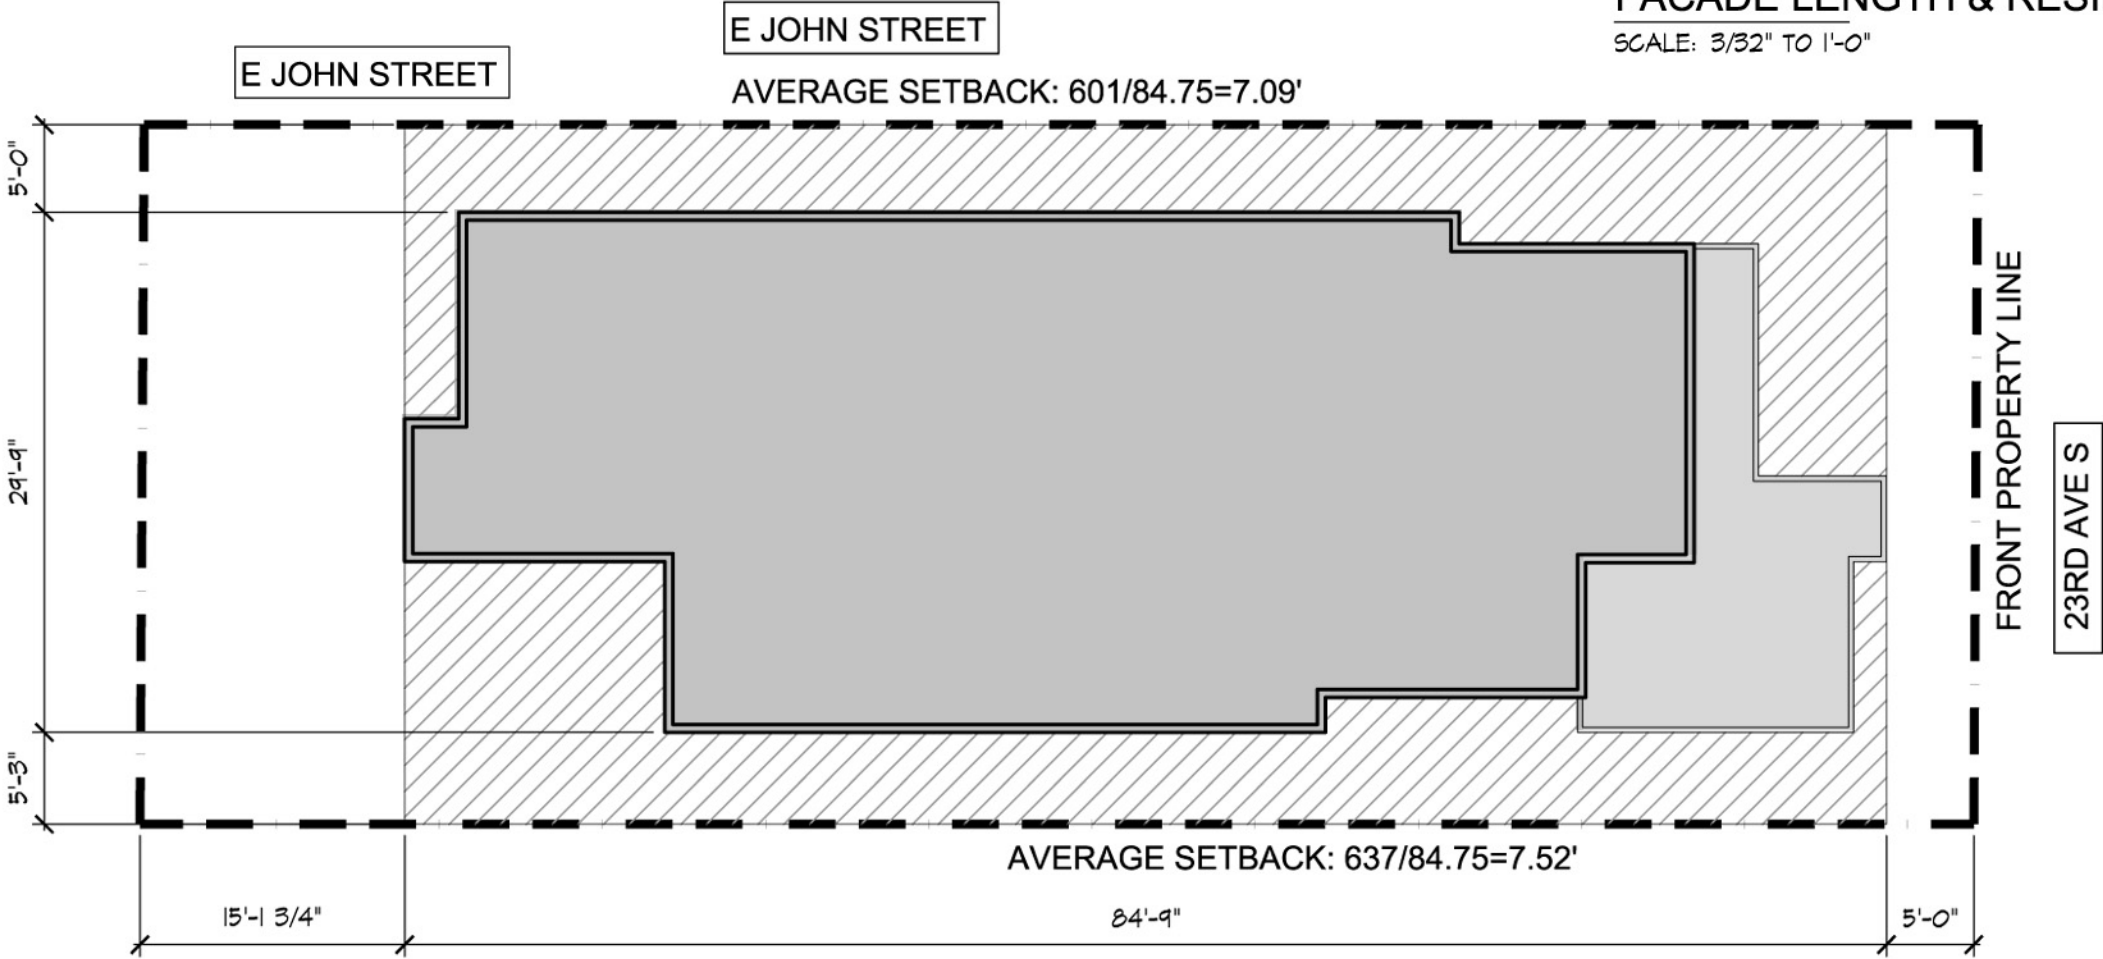 FACADE LENGTH &
SCALE: 3/32" TO 1'-0"
E JOHN STREET
E JOHN STREET
AVERAGE SETBACK: 601/84.75=7.09'
5'-0"
29'-9"
5'-3"
FRONT PROPERTY LINE
23RD AVE S
AVERAGE SETBACK: 637/84.75=7.52'
15'-1 3/4"
84'-9"
5'-0"